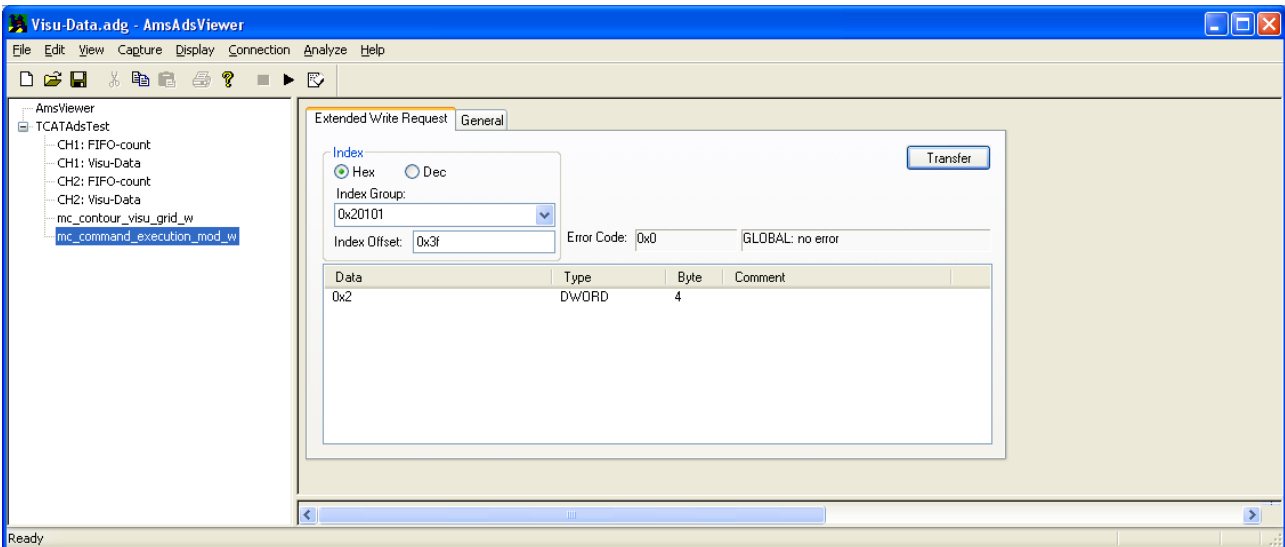 Visu-Data.adg - AmsAdsViewer
File Edit View Capture Display Connection Analyze Help
AmsViewer
TCATAdsTest
CH1: FIFO-count
CH1: Visu-Data
CH2: FIFO-count
CH2: Visu-Data
mc_contour_visu_grid_w
mc_command_execution_mod_w
Extended Write Request General
Index
Hex Dec
Transfer
Index Group:
0x20101
Index Offset: 0x3f Error Code: 0x0 GLOBAL: no error
Data Type Byte Comment
0x2 DWORD 4
Ready